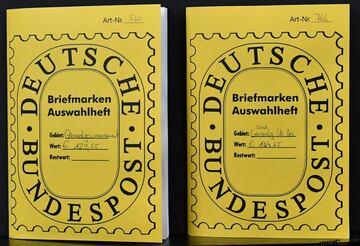 Art-Nr.
DEUTSCHE
BUNDESPOST
Briefmarken
Auswahlheft
Gebiet:
Wert: €
Restwert:
Art-Nr.
DEUTSCHE
BUNDESPOST
Briefmarken
Auswahlheft
Gebiet:
Wert: €
Restwert: